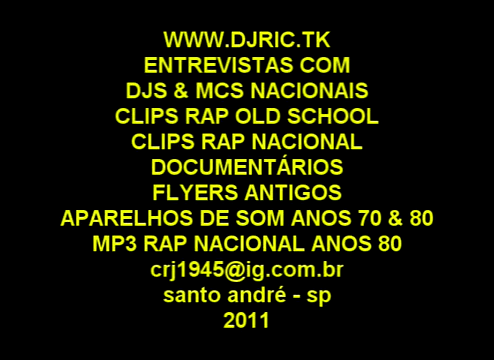 WWW.DJRIC.TK
ENTREVISTAS COM
DJS & MCS NACIONAIS
CLIPS RAP OLD SCHOOL
CLIPS RAP NACIONAL
DOCUMENTÁRIOS
FLYERS ANTIGOS
APARELHOS DE SOM ANOS 70 & 80
MP3 RAP NACIONAL ANOS 80
crj1945@ig.com.br
santo andré - sp
2011